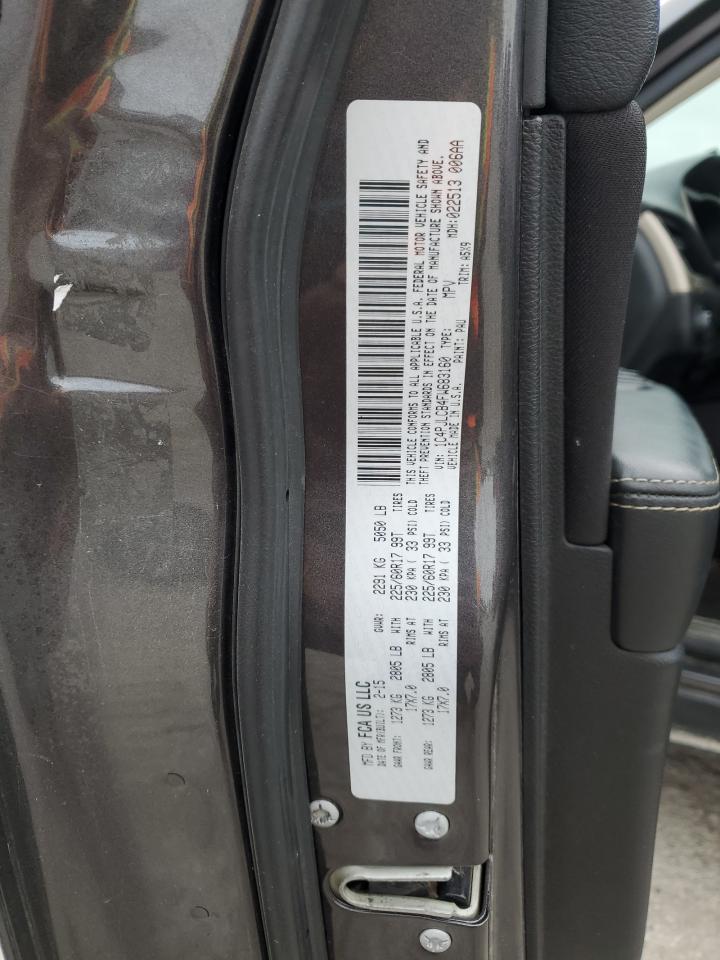 MFD BY FCA US LLC
DATE OF MFR(BUILT): 2-15 GVWR: 2291 KG 5050 LB
GAWR FRONT: 1273 KG 2805 LB WITH 225/60R17 99T TIRES
17X7.0 RIMS AT 230 KPA ( 33 PSI) COLD
GAWR REAR: 1273 KG 2805 LB WITH 225/60R17 99T TIRES
17X7.0 RIMS AT 230 KPA ( 33 PSI) COLD
THIS VEHICLE CONFORMS TO ALL APPLICABLE U.S.A. FEDERAL MOTOR VEHICLE SAFETY AND
THEFT PREVENTION STANDARDS IN EFFECT ON THE DATE OF MANUFACTURE SHOWN ABOVE.
VIN: 1C4PJLCB4FW683160 TYPE: MPV MDH:022513 006AA
VEHICLE MADE IN U.S.A. PAINT: PAU TRIM: A5X9